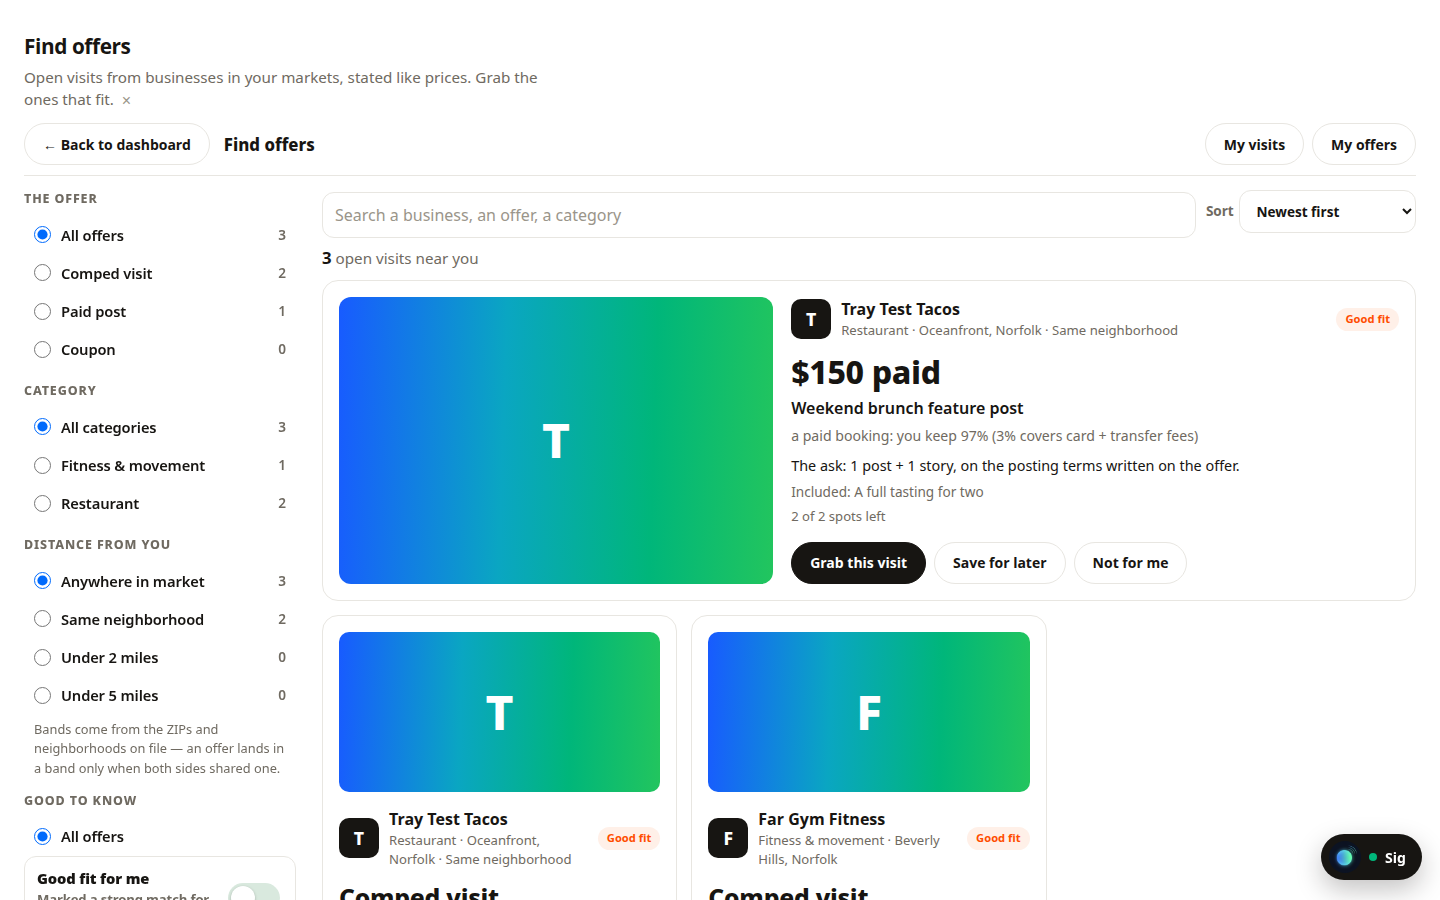 Find offers
Open visits from businesses in your markets, stated like prices. Grab the
ones that fit. ×
← Back to dashboard
Find offers
My visits
My offers
THE OFFER
All offers 3
Comped visit 2
Paid post 1
Coupon 0
CATEGORY
All categories 3
Fitness & movement 1
Restaurant 2
DISTANCE FROM YOU
Anywhere in market 3
Same neighborhood 2
Under 2 miles 0
Under 5 miles 0
Bands come from the ZIPs and
neighborhoods on file — an offer lands in
a band only when both sides shared one.
GOOD TO KNOW
All offers
Good fit for me
Marked a strong match for
Search a business, an offer, a category
Sort
Newest first
3 open visits near you
T
T
Tray Test Tacos
Restaurant · Oceanfront, Norfolk · Same neighborhood
Good fit
$150 paid
Weekend brunch feature post
a paid booking: you keep 97% (3% covers card + transfer fees)
The ask: 1 post + 1 story, on the posting terms written on the offer.
Included: A full tasting for two
2 of 2 spots left
Grab this visit
Save for later
Not for me
T
T
Tray Test Tacos
Restaurant · Oceanfront,
Norfolk · Same neighborhood
Good fit
Comped visit
F
F
Far Gym Fitness
Fitness & movement · Beverly
Hills, Norfolk
Good fit
Comped visit
Sig